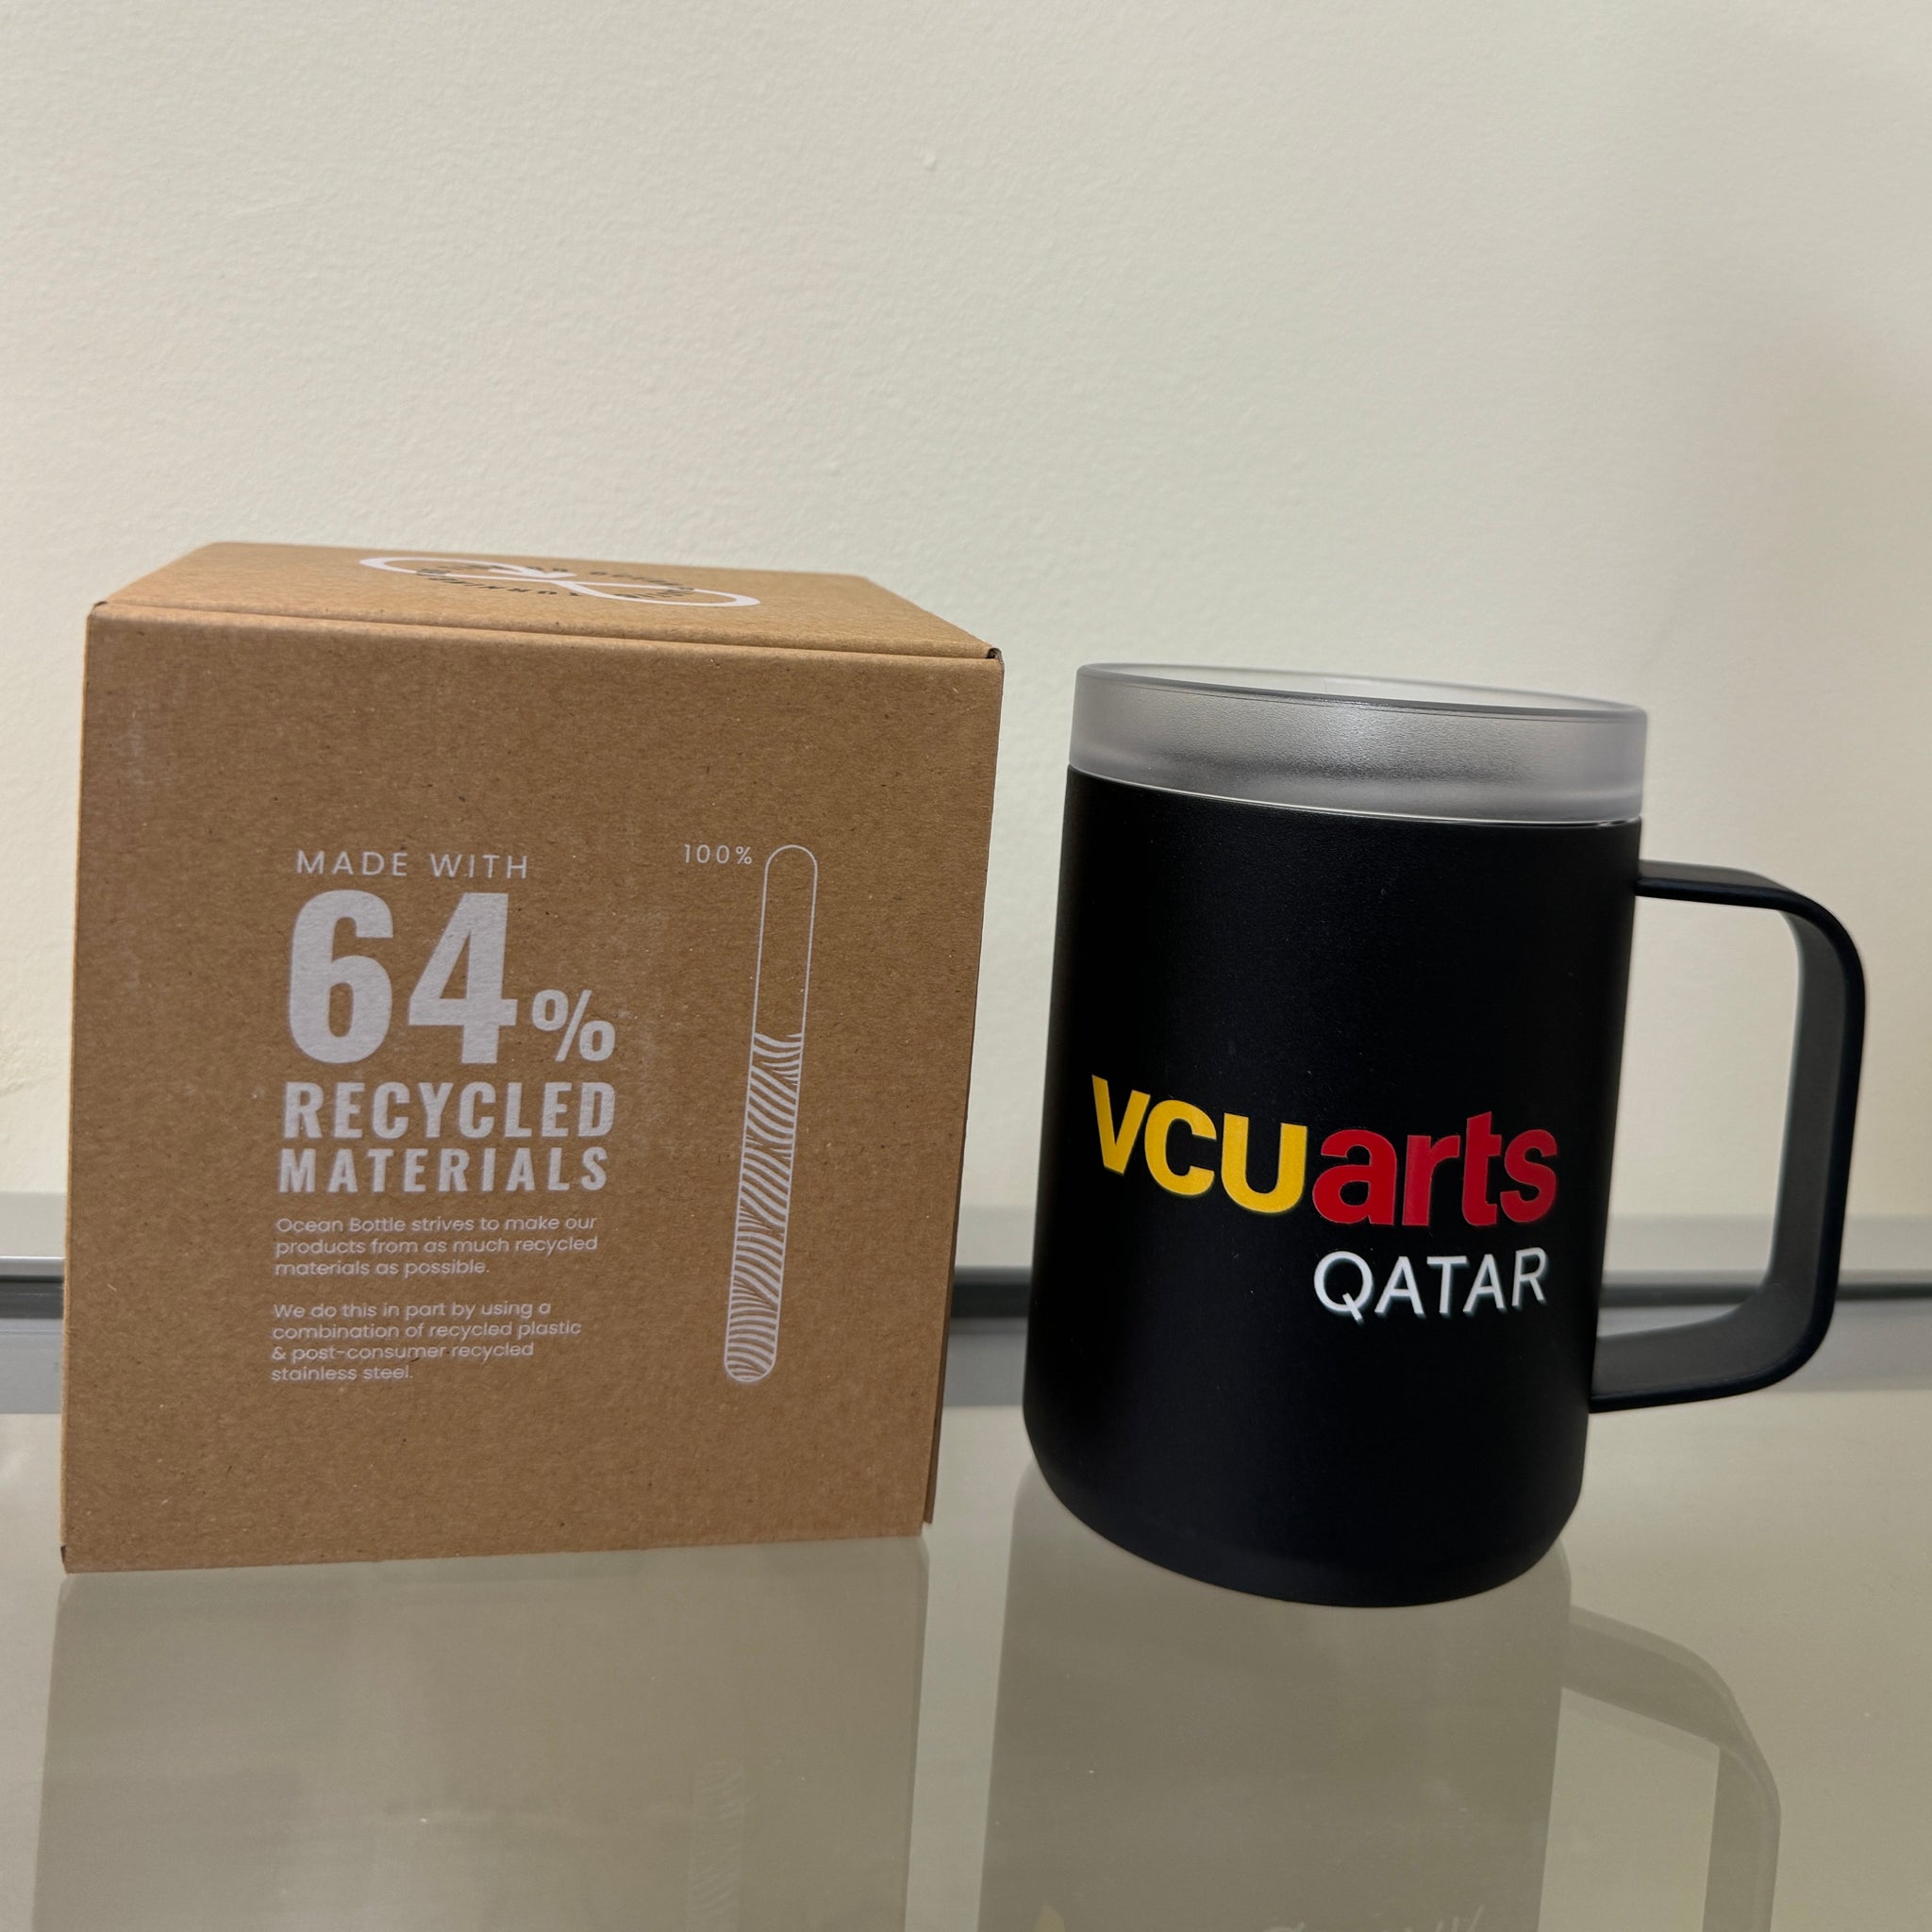 MADE WITH
64%
RECYCLED
MATERIALS
Ocean Bottle strives to make our
products from as much recycled
materials as possible.
We do this in part by using a
combination of recycled plastic
& post-consumer recycled
stainless steel.
100%
vcuarts
QATAR